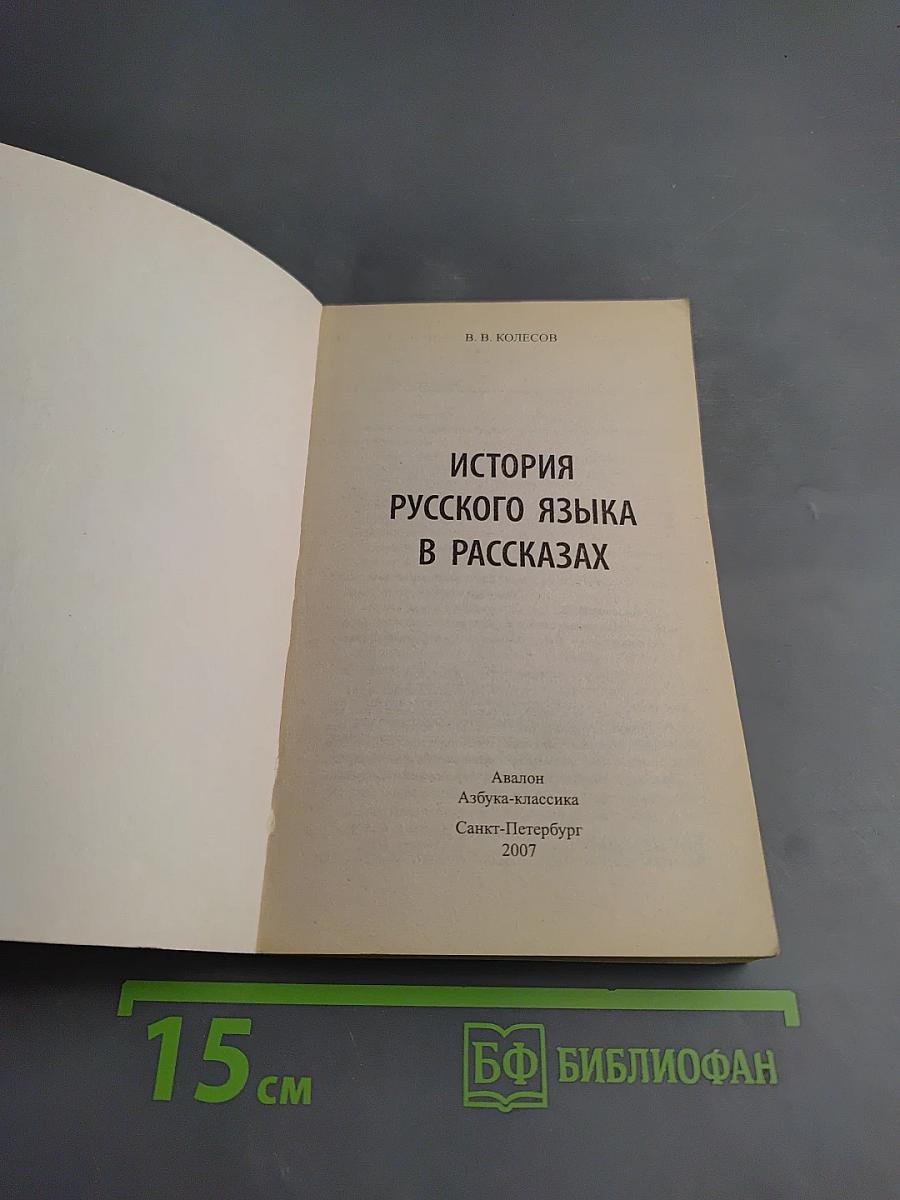 В. В. КОЛЕСОВ
ИСТОРИЯ
РУССКОГО ЯЗЫКА
В РАССКАЗАХ
Авалон
Азбука-классика
Санкт-Петербург
2007
15 см
БФ БИБЛИОФАН